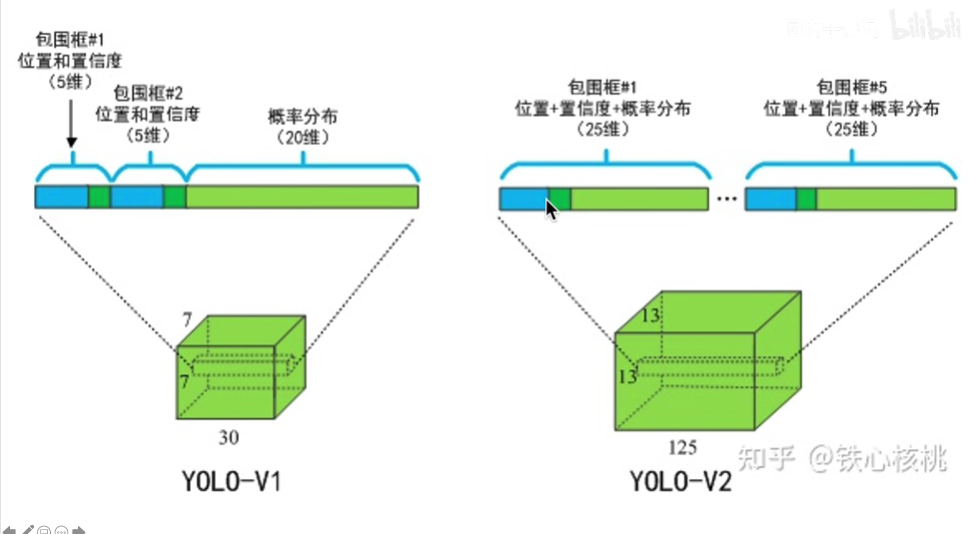 包围框#1
位置和置信度
（5维）
包围框#2
位置和置信度
（5维）
概率分布
（20维）
7
7
30
YOLO-V1
bilibili
包围框#1
位置+置信度+概率分布
（25维）
包围框#5
位置+置信度+概率分布
（25维）
...
13
13
125
YOLO-V2
知乎 @铁心核桃